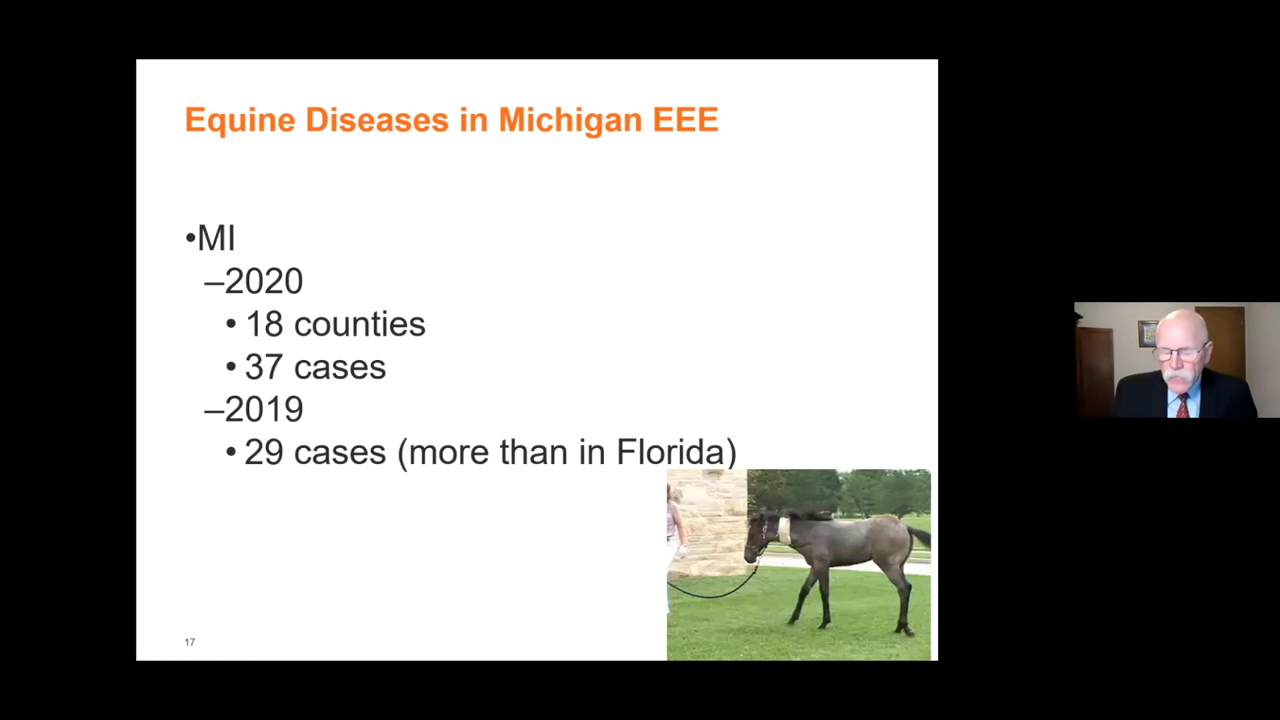 Equine Diseases in Michigan EEE
•MI
–2020
• 18 counties
• 37 cases
–2019
• 29 cases (more than in Florida)
17